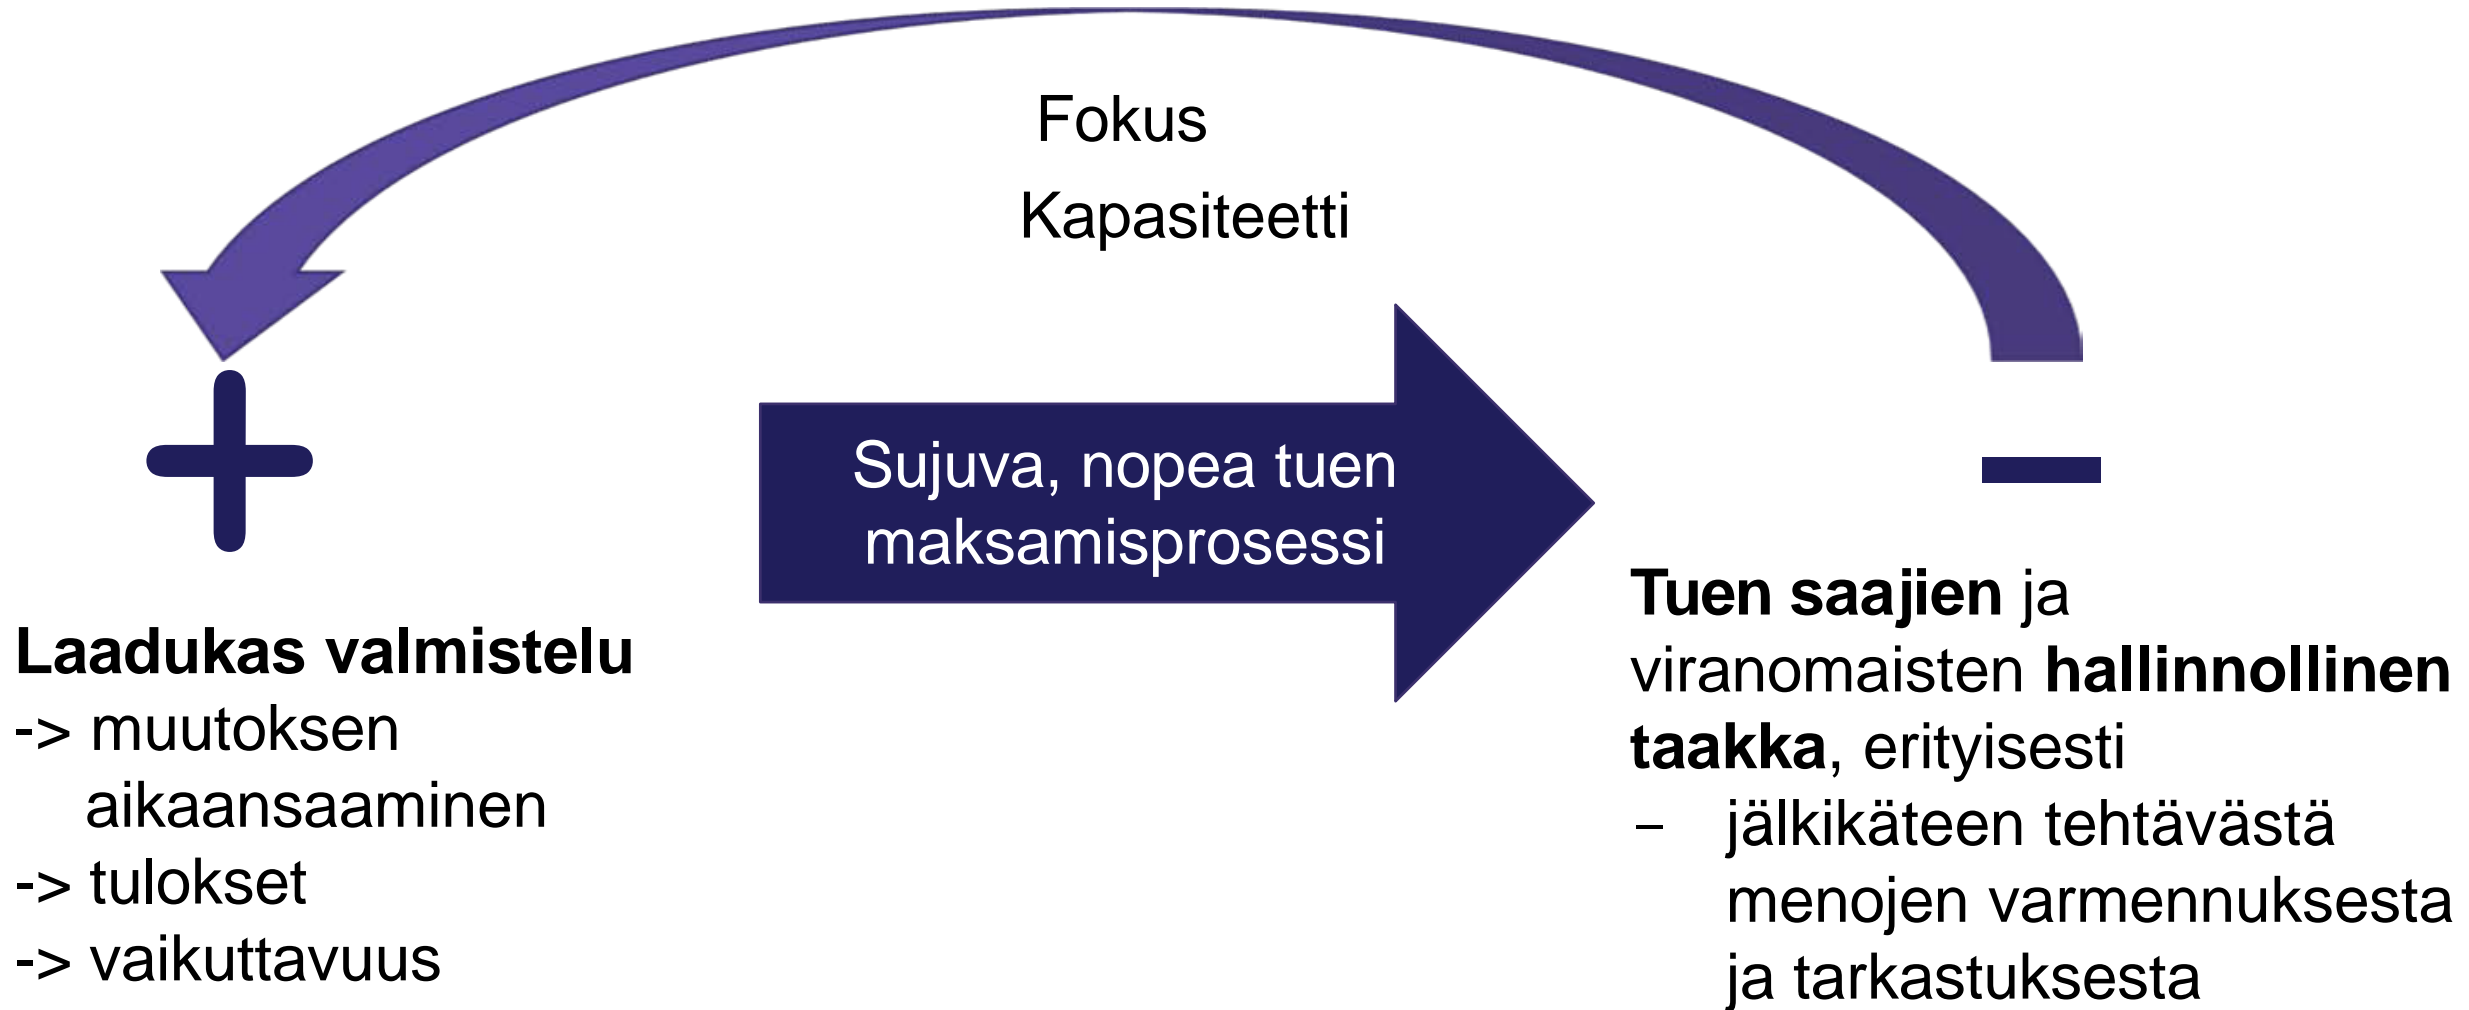 Fokus
Kapasiteetti
Sujuva, nopea tuen
maksamisprosessi
Laadukas valmistelu
-> muutoksen
aikaansaaminen
-> tulokset
-> vaikuttavuus
Tuen saajien ja
viranomaisten hallinnollinen
taakka, erityisesti
– jälkikäteen tehtävästä
menojen varmennuksesta
ja tarkastuksesta